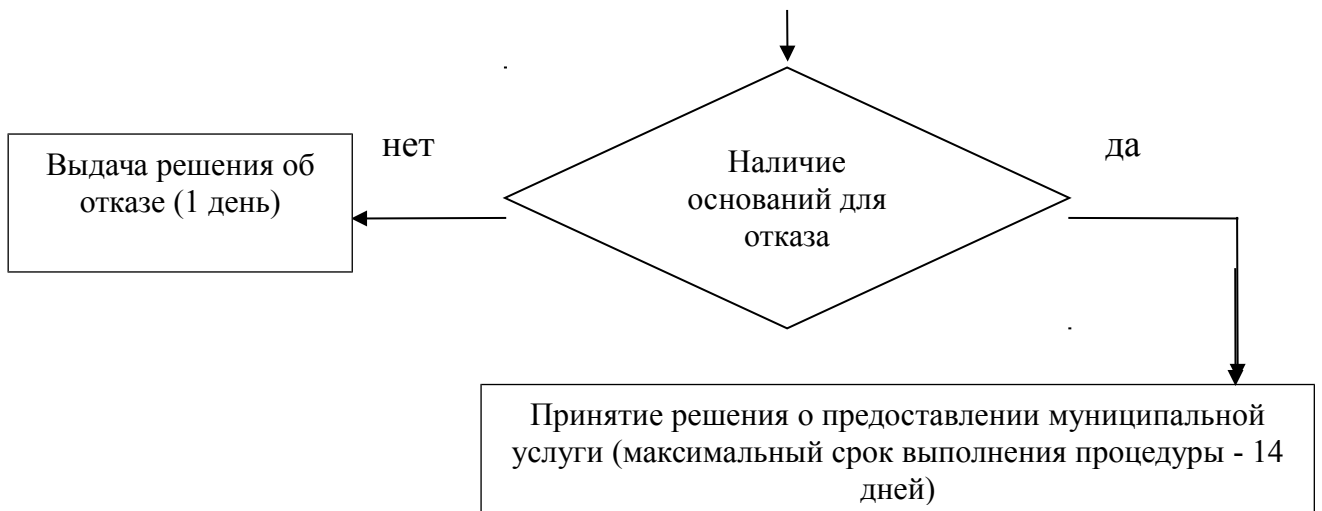 Выдача решения об
отказе (1 день)
нет
Наличие
оснований для
отказа
да
Принятие решения о предоставлении муниципальной
услуги (максимальный срок выполнения процедуры - 14
дней)